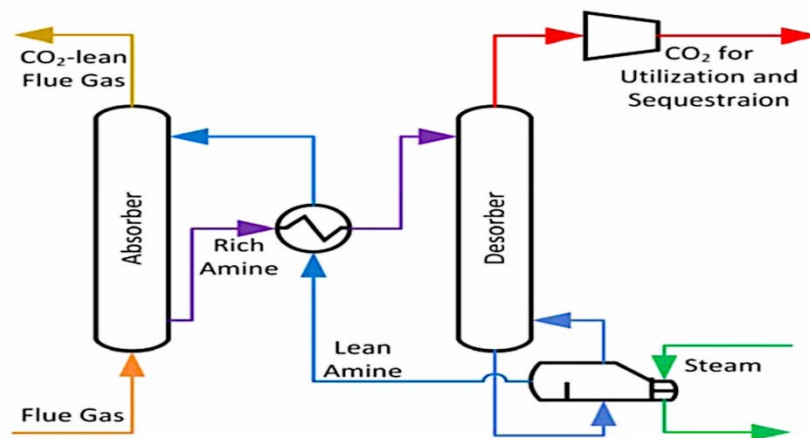 CO₂-lean
Flue Gas
CO₂ for
Utilization and
Sequestraion
Absorber
Desorber
Rich
Amine
Lean
Amine
Steam
Flue Gas